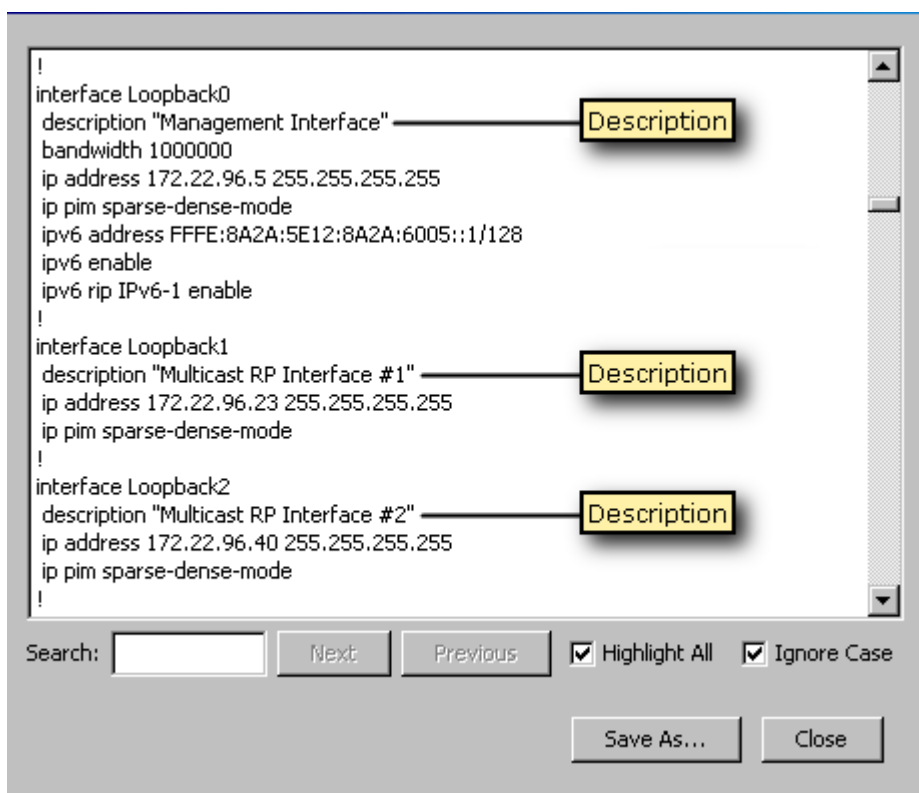 !
interface Loopback0
description "Management Interface" Description
bandwidth 1000000
ip address 172.22.96.5 255.255.255.255
ip pim sparse-dense-mode
ipv6 address FFFE:8A2A:5E12:8A2A:6005::1/128
ipv6 enable
ipv6 rip IPv6-1 enable
!
interface Loopback1
description "Multicast RP Interface #1" Description
ip address 172.22.96.23 255.255.255.255
ip pim sparse-dense-mode
!
interface Loopback2
description "Multicast RP Interface #2" Description
ip address 172.22.96.40 255.255.255.255
ip pim sparse-dense-mode
!
Search: Next Previous Highlight All Ignore Case
Save As... Close